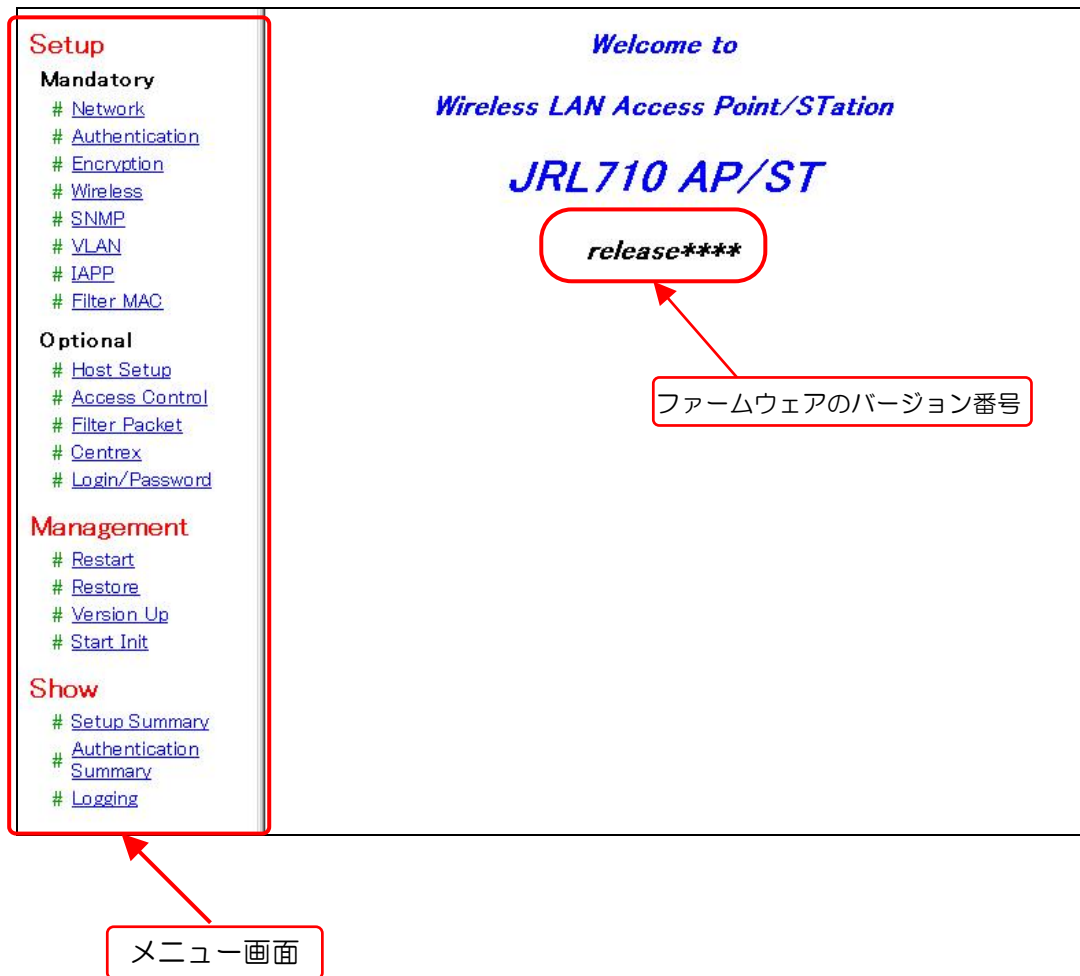 Setup
Mandatory
# Network
# Authentication
# Encryption
# Wireless
# SNMP
# VLAN
# IAPP
# Filter MAC
Optional
# Host Setup
# Access Control
# Filter Packet
# Centrex
# Login/Password
Management
# Restart
# Restore
# Version Up
# Start Init
Show
# Setup Summary
# Authentication
Summary
# Logging
Welcome to
Wireless LAN Access Point/STation
JRL710 AP/ST
release****
ファームウェアのバージョン番号
メニュー画面